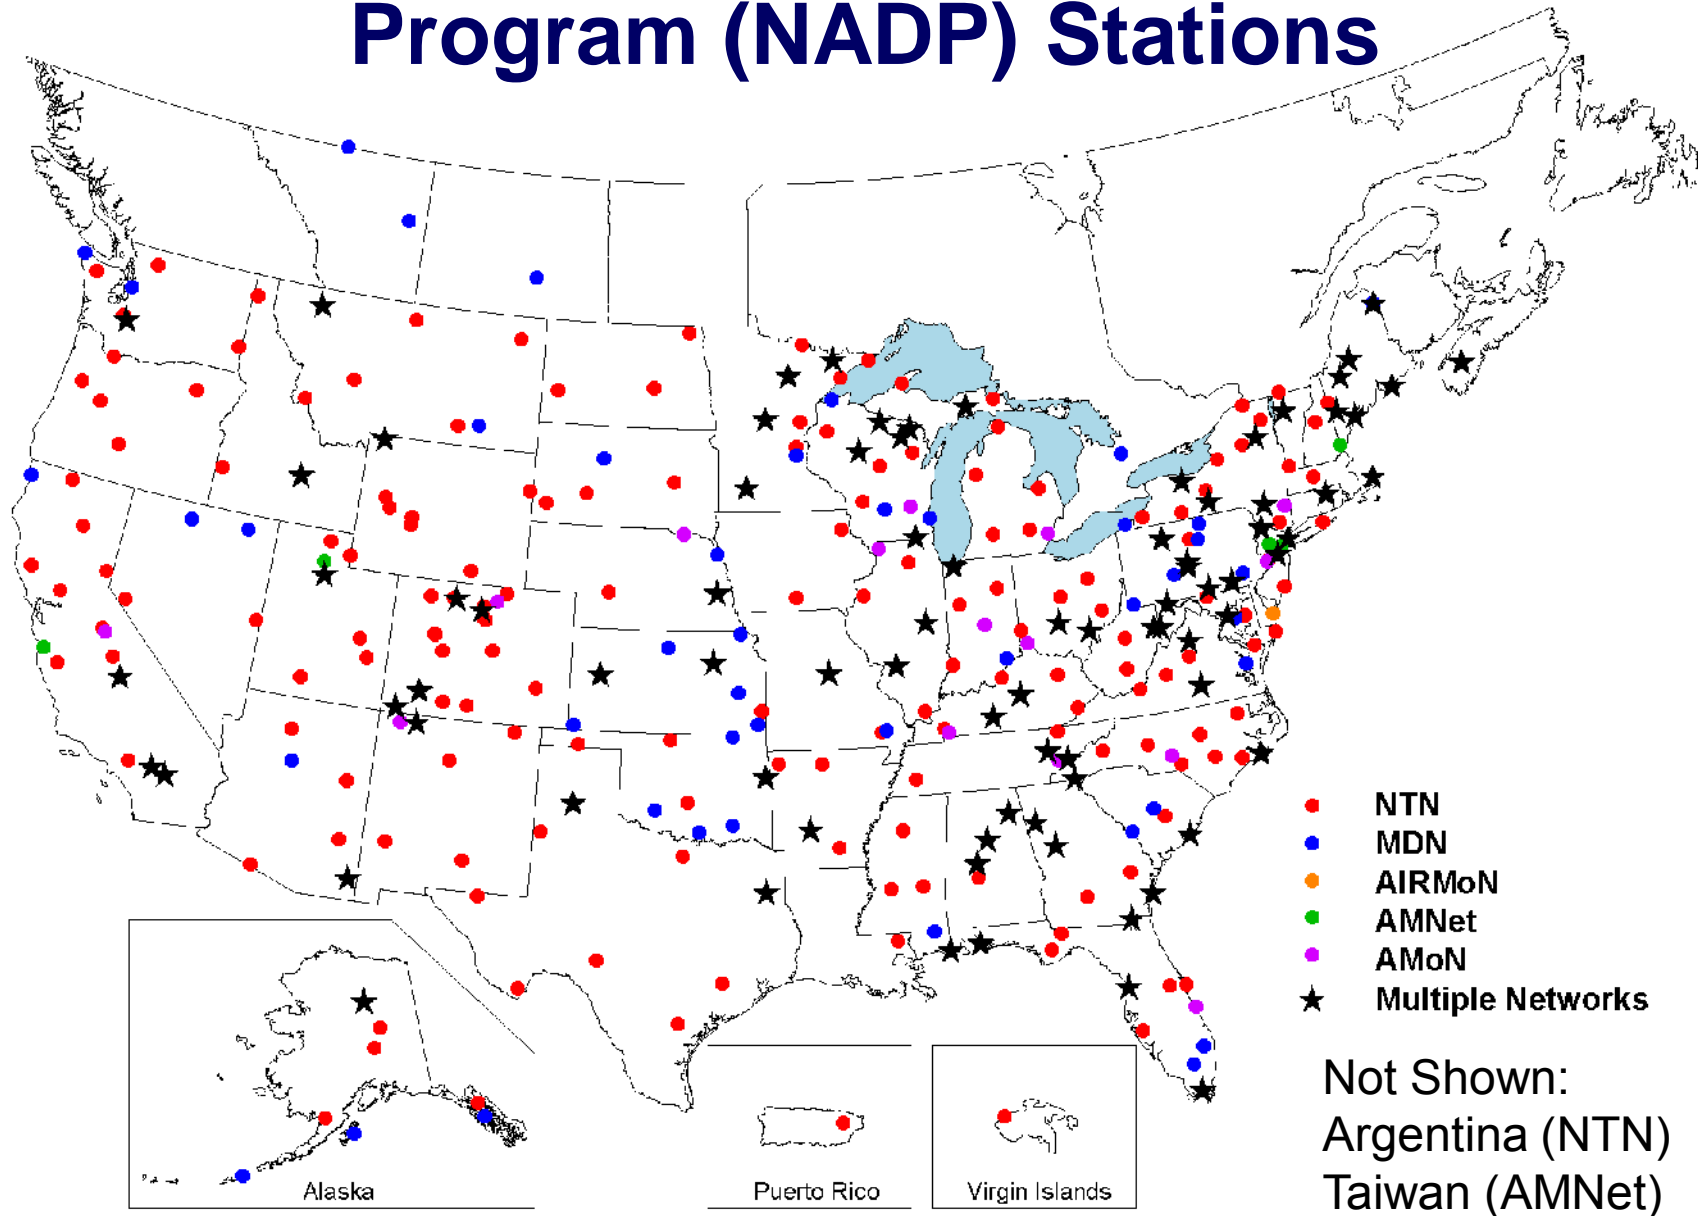 Program (NADP) Stations
NTN
MDN
AIRMoN
AMNet
AMoN
Multiple Networks
Not Shown:
Argentina (NTN)
Taiwan (AMNet)
Alaska
Puerto Rico
Virgin Islands